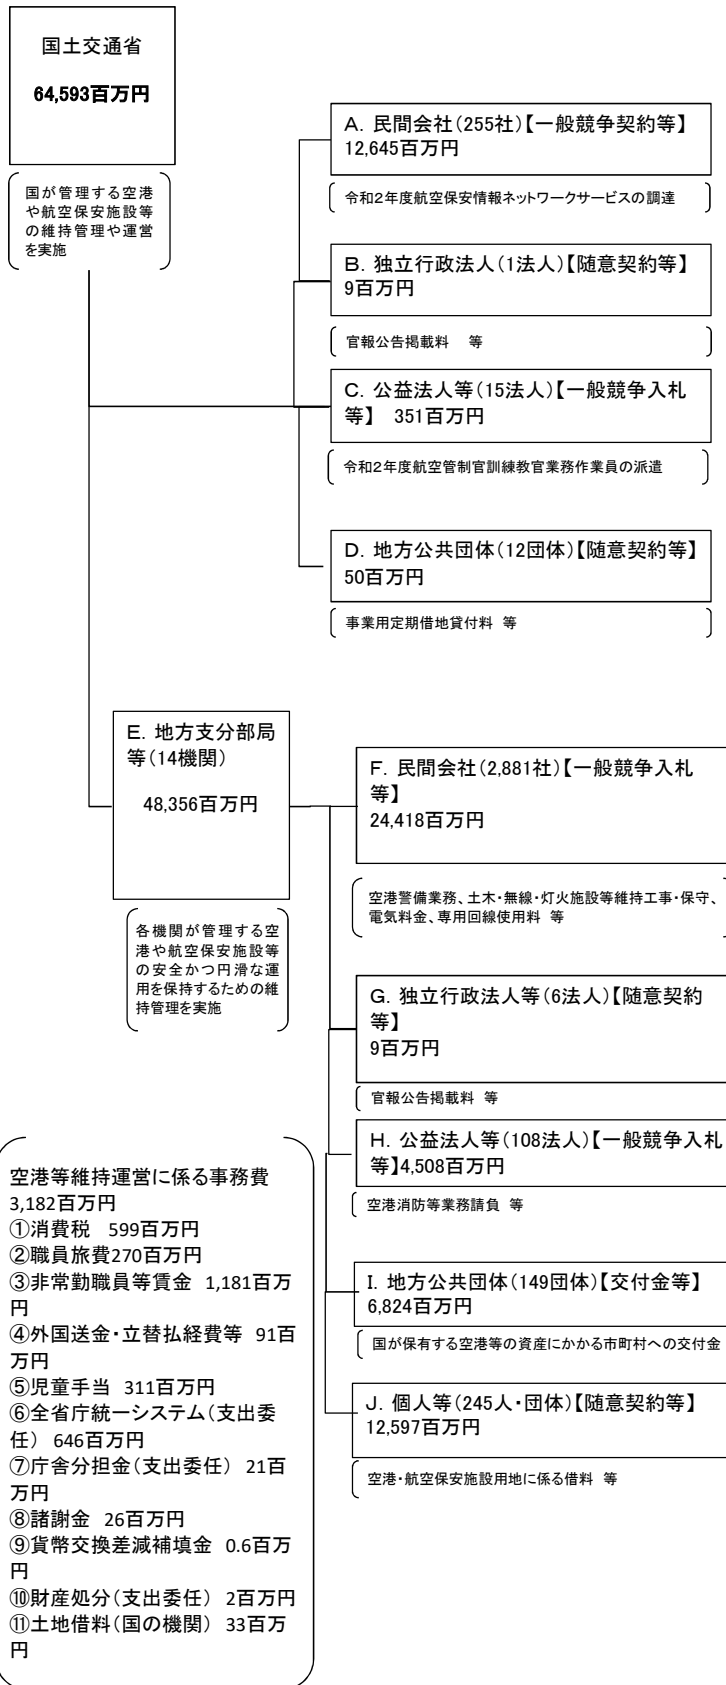 国土交通省
64,593百万円
国が管理する空港
や航空保安施設等
の維持管理や運営
を実施
A. 民間会社(255社)【一般競争契約等】
12,645百万円
令和2年度航空保安情報ネットワークサービスの調達
B. 独立行政法人(1法人)【随意契約等】
9百万円
官報公告掲載料　等
C. 公益法人等(15法人)【一般競争入札
等】 351百万円
令和2年度航空管制官訓練教官業務作業員の派遣
D. 地方公共団体(12団体)【随意契約等】
50百万円
事業用定期借地貸付料 等
E. 地方支分部局
等(14機関)
48,356百万円
各機関が管理する空
港や航空保安施設等
の安全かつ円滑な運
用を保持するための維
持管理を実施
F. 民間会社(2,881社)【一般競争入札
等】
24,418百万円
空港警備業務、土木・無線・灯火施設等維持工事・保守、
電気料金、専用回線使用料 等
G. 独立行政法人等(6法人)【随意契約
等】
9百万円
官報公告掲載料 等
H. 公益法人等(108法人)【一般競争入札
等】4,508百万円
空港消防等業務請負 等
I. 地方公共団体(149団体)【交付金等】
6,824百万円
国が保有する空港等の資産にかかる市町村への交付金
J. 個人等(245人・団体)【随意契約等】
12,597百万円
空港・航空保安施設用地に係る借料 等
空港等維持運営に係る事務費
3,182百万円
①消費税 599百万円
②職員旅費270百万円
③非常勤職員等賃金 1,181百万
円
④外国送金・立替払経費等 91百
万円
⑤児童手当 311百万円
⑥全省庁統一システム(支出委
任) 646百万円
⑦庁舎分担金(支出委任) 21百
万円
⑧諸謝金 26百万円
⑨貨幣交換差減補填金 0.6百万
円
⑩財産処分(支出委任) 2百万円
⑪土地借料(国の機関) 33百万
円